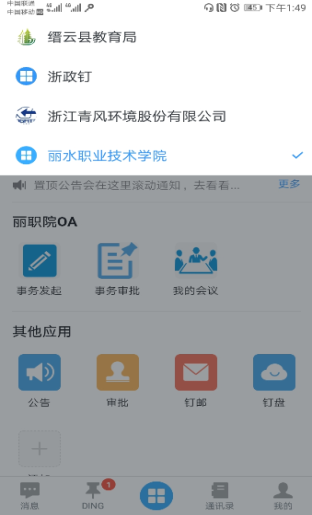 中国联通
中国移动 下午1:49
缙云县教育局
浙政钉
浙江青风环境股份有限公司
丽水职业技术学院
置顶公告会在这里滚动通知，去看看... 更多
丽职院OA
事务发起 事务审批 我的会议
其他应用
公告 审批 钉邮 钉盘
消息 DING 1 通讯录 我的